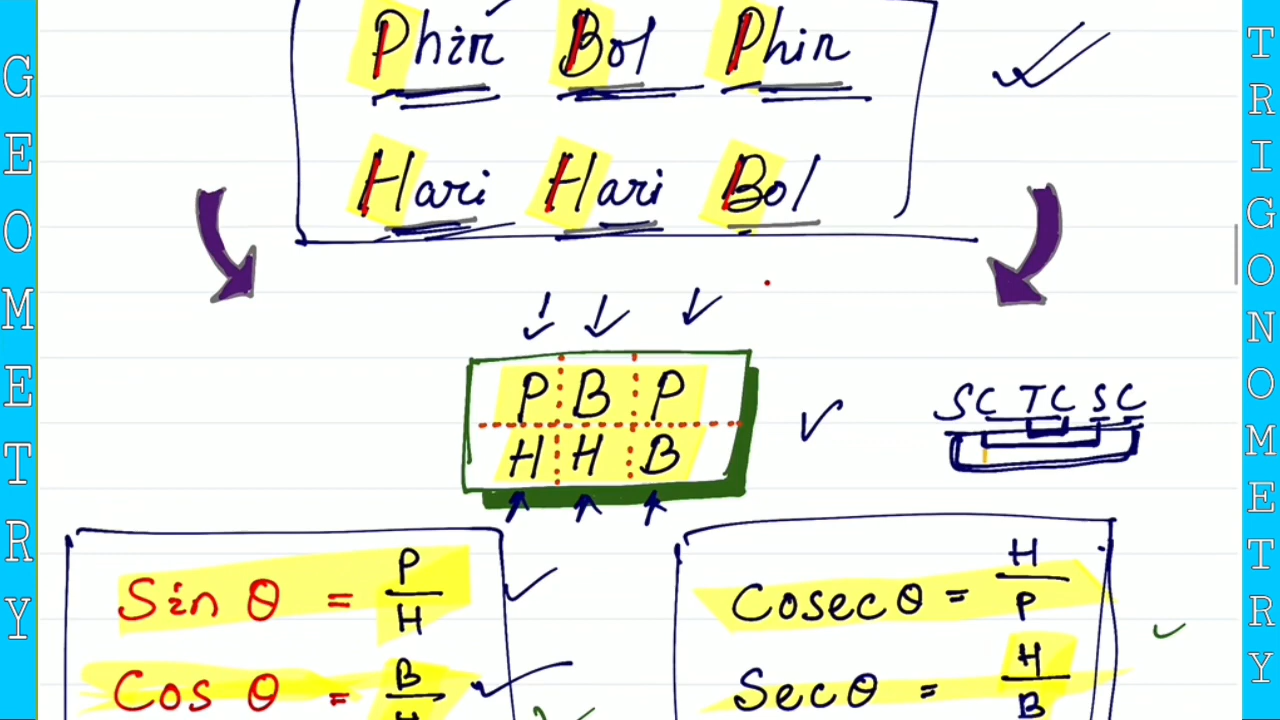 GEOMETRY
Phir Bol Phir
Hari Hari Bol
P B P
H H B
SC TC SC
Sin θ = P/H
Cos θ = B/H
Cosec θ = H/P
Sec θ = H/B
TRIGONOMETRY